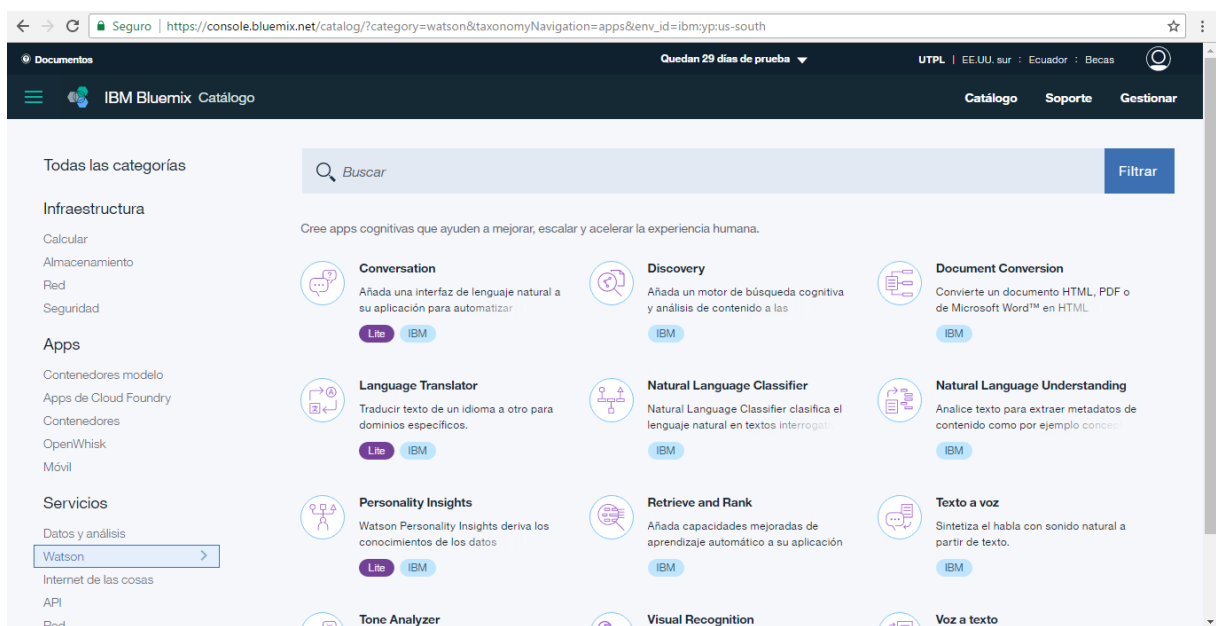 Seguro | https://console.bluemix.net/catalog/?category=watson&taxonomyNavigation=apps&env_id=ibm:yp:us-south
Documentos
Quedan 29 días de prueba
UTPL | EE.UU. sur : Ecuador : Becas
IBM Bluemix Catálogo
Catálogo Soporte Gestionar
Todas las categorías
Infraestructura
Calcular
Almacenamiento
Red
Seguridad
Apps
Contenedores modelo
Apps de Cloud Foundry
Contenedores
OpenWhisk
Móvil
Servicios
Datos y análisis
Watson
Internet de las cosas
API
Red
Buscar
Filtrar
Cree apps cognitivas que ayuden a mejorar, escalar y acelerar la experiencia humana.
Conversation
Añada una interfaz de lenguaje natural a
su aplicación para automatizar
Lite IBM
Discovery
Añada un motor de búsqueda cognitiva
y análisis de contenido a las
IBM
Document Conversion
Convierte un documento HTML, PDF o
de Microsoft Word™ en HTML
IBM
Language Translator
Traducir texto de un idioma a otro para
dominios específicos.
Lite IBM
Natural Language Classifier
Natural Language Classifier clasifica el
lenguaje natural en textos
IBM
Natural Language Understanding
Analice texto para extraer metadatos de
contenido como por ejemplo
IBM
Personality Insights
Watson Personality Insights deriva los
conocimientos de los datos
Lite IBM
Retrieve and Rank
Añada capacidades mejoradas de
aprendizaje automático a su aplicación
IBM
Texto a voz
Sintetiza el habla con sonido natural a
partir de texto.
IBM
Tone Analyzer
Visual Recognition
Voz a texto